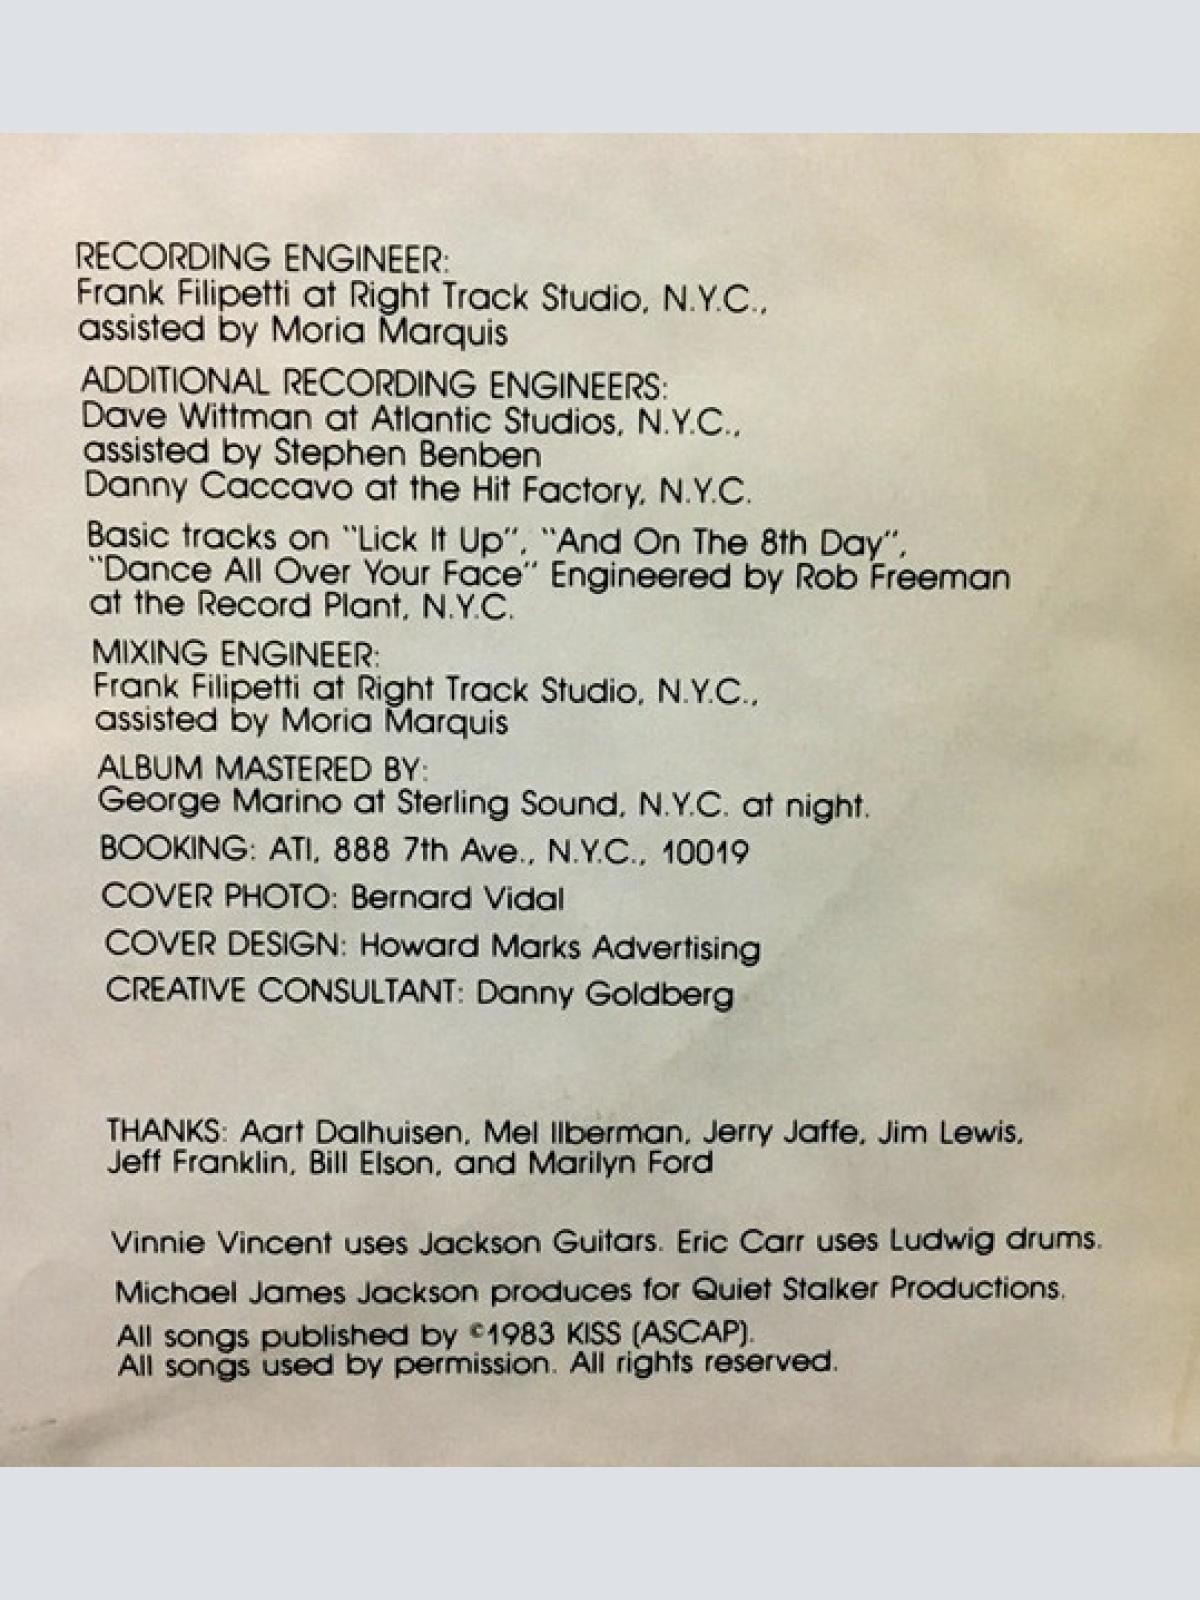 RECORDING ENGINEER:
Frank Filipetti at Right Track Studio, N.Y.C.,
assisted by Moria Marquis
ADDITIONAL RECORDING ENGINEERS:
Dave Wittman at Atlantic Studios, N.Y.C.,
assisted by Stephen Benben
Danny Caccavo at the Hit Factory, N.Y.C.
Basic tracks on "Lick It Up", "And On The 8th Day",
"Dance All Over Your Face" Engineered by Rob Freeman
at the Record Plant, N.Y.C.
MIXING ENGINEER:
Frank Filipetti at Right Track Studio, N.Y.C.,
assisted by Moria Marquis
ALBUM MASTERED BY:
George Marino at Sterling Sound, N.Y.C. at night.
BOOKING: ATI, 888 7th Ave., N.Y.C., 10019
COVER PHOTO: Bernard Vidal
COVER DESIGN: Howard Marks Advertising
CREATIVE CONSULTANT: Danny Goldberg
THANKS: Aart Dalhuisen, Mel Ilberman, Jerry Jaffe, Jim Lewis,
Jeff Franklin, Bill Elson, and Marilyn Ford
Vinnie Vincent uses Jackson Guitars. Eric Carr uses Ludwig drums.
Michael James Jackson produces for Quiet Stalker Productions.
All songs published by ©1983 KISS (ASCAP).
All songs used by permission. All rights reserved.